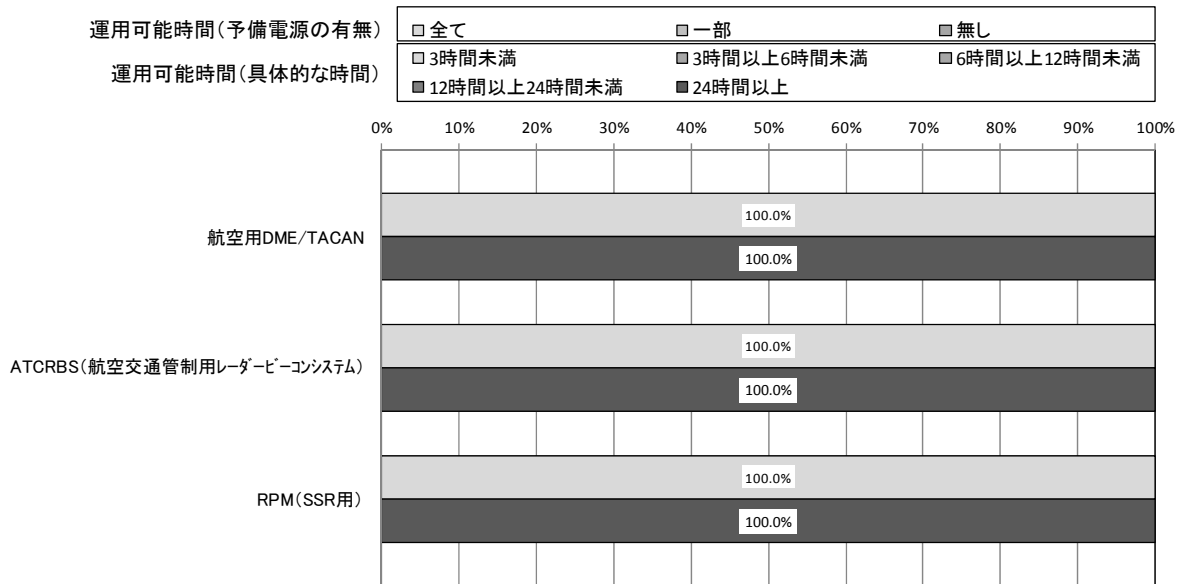 運用可能時間(予備電源の有無)
全て 一部 無し
運用可能時間(具体的な時間)
3時間未満 3時間以上6時間未満 6時間以上12時間未満
12時間以上24時間未満 24時間以上
0% 10% 20% 30% 40% 50% 60% 70% 80% 90% 100%
航空用DME/TACAN
100.0%
100.0%
ATCRBS(航空交通管制用ﾚｰﾀﾞｰﾋﾞｰｺﾝｼｽﾃﾑ)
100.0%
100.0%
RPM(SSR用)
100.0%
100.0%